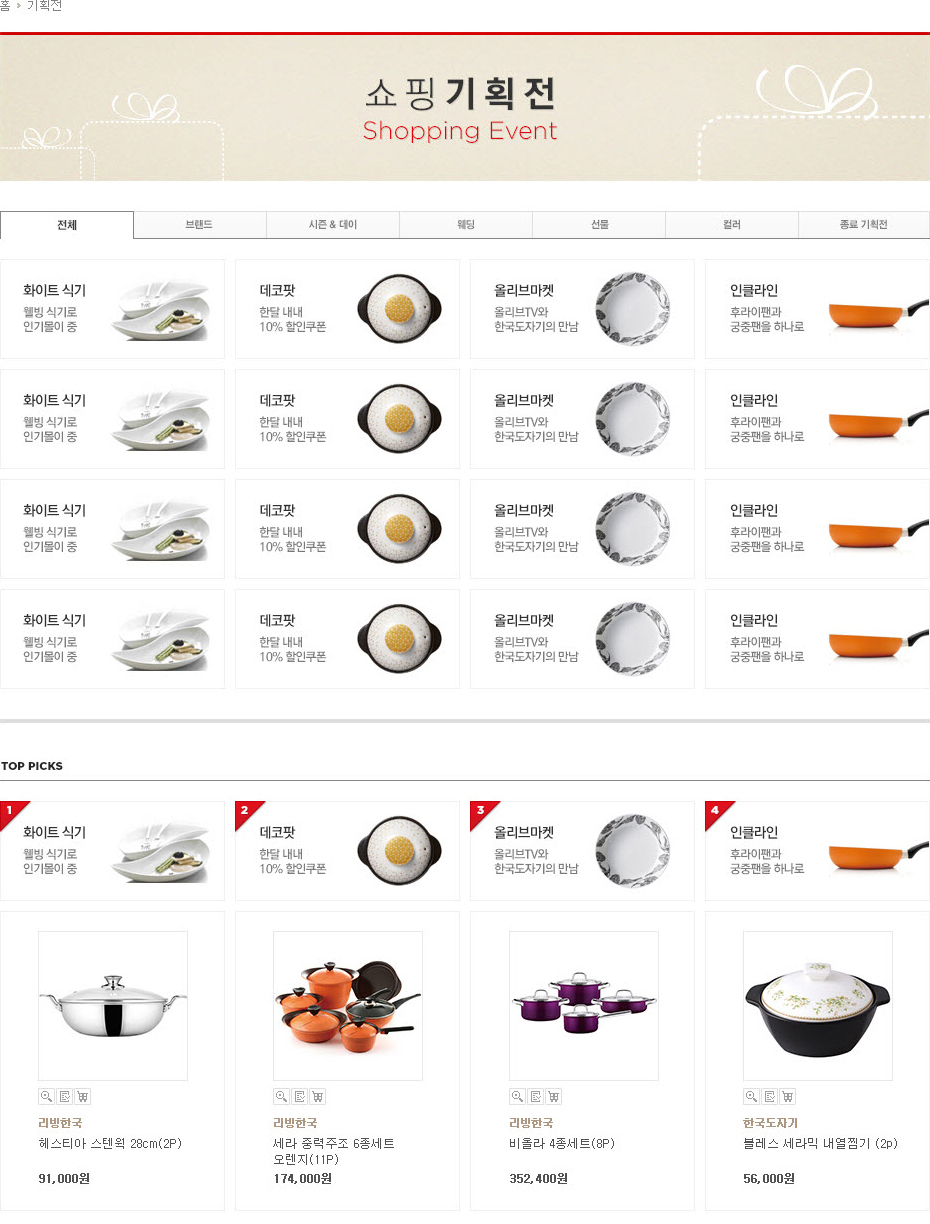 홈 > 기획전
쇼핑기획전
Shopping Event
전체 브랜드 시즌 & 데이 웨딩 선물 컬러 종료 기획전
화이트 식기
웰빙 식기로
인기몰이 중
데코팟
한달 내내
10% 할인쿠폰
올리브마켓
올리브TV와
한국도자기의 만남
인클라인
후라이팬과
궁중팬을 하나로
화이트 식기
웰빙 식기로
인기몰이 중
데코팟
한달 내내
10% 할인쿠폰
올리브마켓
올리브TV와
한국도자기의 만남
인클라인
후라이팬과
궁중팬을 하나로
화이트 식기
웰빙 식기로
인기몰이 중
데코팟
한달 내내
10% 할인쿠폰
올리브마켓
올리브TV와
한국도자기의 만남
인클라인
후라이팬과
궁중팬을 하나로
화이트 식기
웰빙 식기로
인기몰이 중
데코팟
한달 내내
10% 할인쿠폰
올리브마켓
올리브TV와
한국도자기의 만남
인클라인
후라이팬과
궁중팬을 하나로
TOP PICKS
1
화이트 식기
웰빙 식기로
인기몰이 중
2
데코팟
한달 내내
10% 할인쿠폰
3
올리브마켓
올리브TV와
한국도자기의 만남
4
인클라인
후라이팬과
궁중팬을 하나로
리빙한국
헤스티아 스텐웍 28cm(2P)
91,000원
리빙한국
세라 중력주조 6종세트
오렌지(11P)
174,000원
리빙한국
비올라 4종세트(8P)
352,400원
한국도자기
블레스 세라믹 내열찜기 (2p)
56,000원